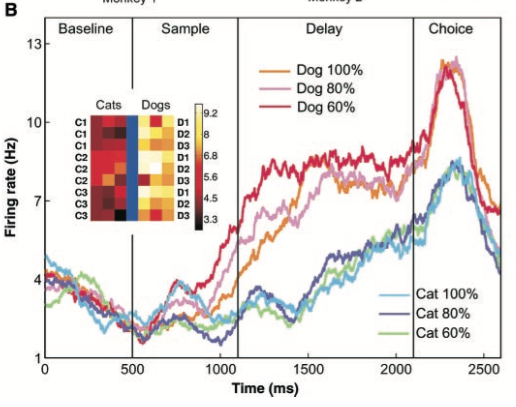 B
Baseline
Sample
Delay
Choice
13
10
7
4
1
Firing rate (Hz)
Dog 100%
Dog 80%
Dog 60%
Cats Dogs
C1 D1
C1 D2
C1 D3
C2 D1
C2 D2
C2 D2
C3 D1
C3 D2
C3 D3
9.2
8.0
6.8
5.6
4.5
3.3
Cat 100%
Cat 80%
Cat 60%
0 500 1000 1500 2000 2500
Time (ms)